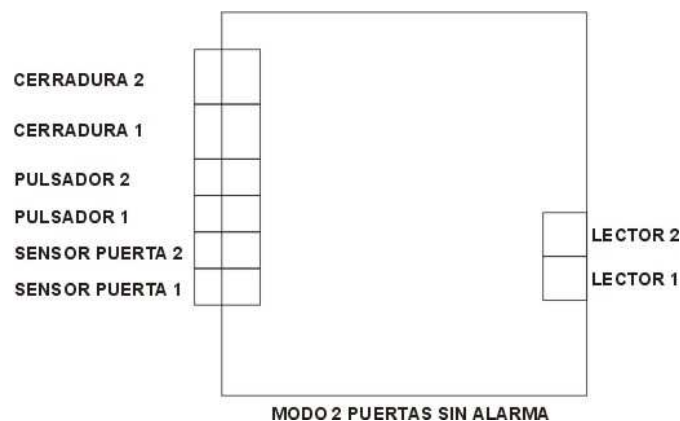 CERRADURA 2
CERRADURA 1
PULSADOR 2
PULSADOR 1
SENSOR PUERTA 2
SENSOR PUERTA 1
LECTOR 2
LECTOR 1
MODO 2 PUERTAS SIN ALARMA